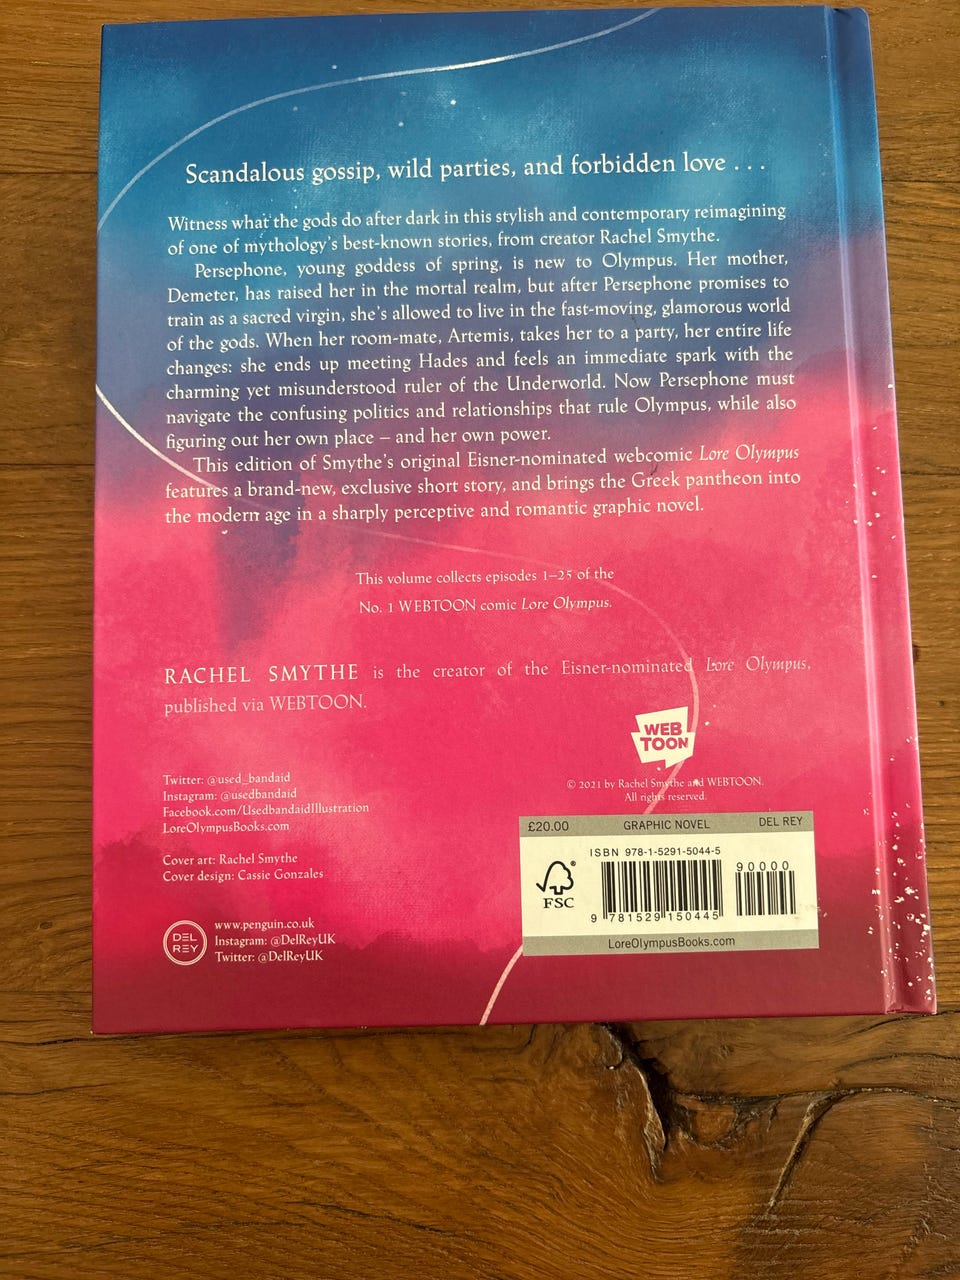 Scandalous gossip, wild parties, and forbidden love . . .
Witness what the gods do after dark in this stylish and contemporary reimagining
of one of mythology's best-known stories, from creator Rachel Smythe.
Persephone, young goddess of spring, is new to Olympus. Her mother,
Demeter, has raised her in the mortal realm, but after Persephone promises to
train as a sacred virgin, she's allowed to live in the fast-moving, glamorous world
of the gods. When her room-mate, Artemis, takes her to a party, her entire life
changes: she ends up meeting Hades and feels an immediate spark with the
charming yet misunderstood ruler of the Underworld. Now Persephone must
navigate the confusing politics and relationships that rule Olympus, while also
figuring out her own place – and her own power.
This edition of Smythe's original Eisner-nominated webcomic Lore Olympus
features a brand-new, exclusive short story, and brings the Greek pantheon into
the modern age in a sharply perceptive and romantic graphic novel.
This volume collects episodes 1–25 of the
No. 1 WEBTOON comic Lore Olympus.
RACHEL SMYTHE is the creator of the Eisner-nominated Lore Olympus,
published via WEBTOON.
WEB
TOON
Twitter: @used_bandaid
Instagram: @usedbandaid
Facebook.com/UsedbandaidIllustration
LoreOlympusBooks.com
© 2021 by Rachel Smythe and WEBTOON.
All rights reserved.
Cover art: Rachel Smythe
Cover design: Cassie Gonzales
DEL
REY
www.penguin.co.uk
Instagram: @DelReyUK
Twitter: @DelReyUK
£20.00 GRAPHIC NOVEL DEL REY
ISBN 978-1-5291-5044-5
90000
FSC
9 781529 150445
LoreOlympusBooks.com